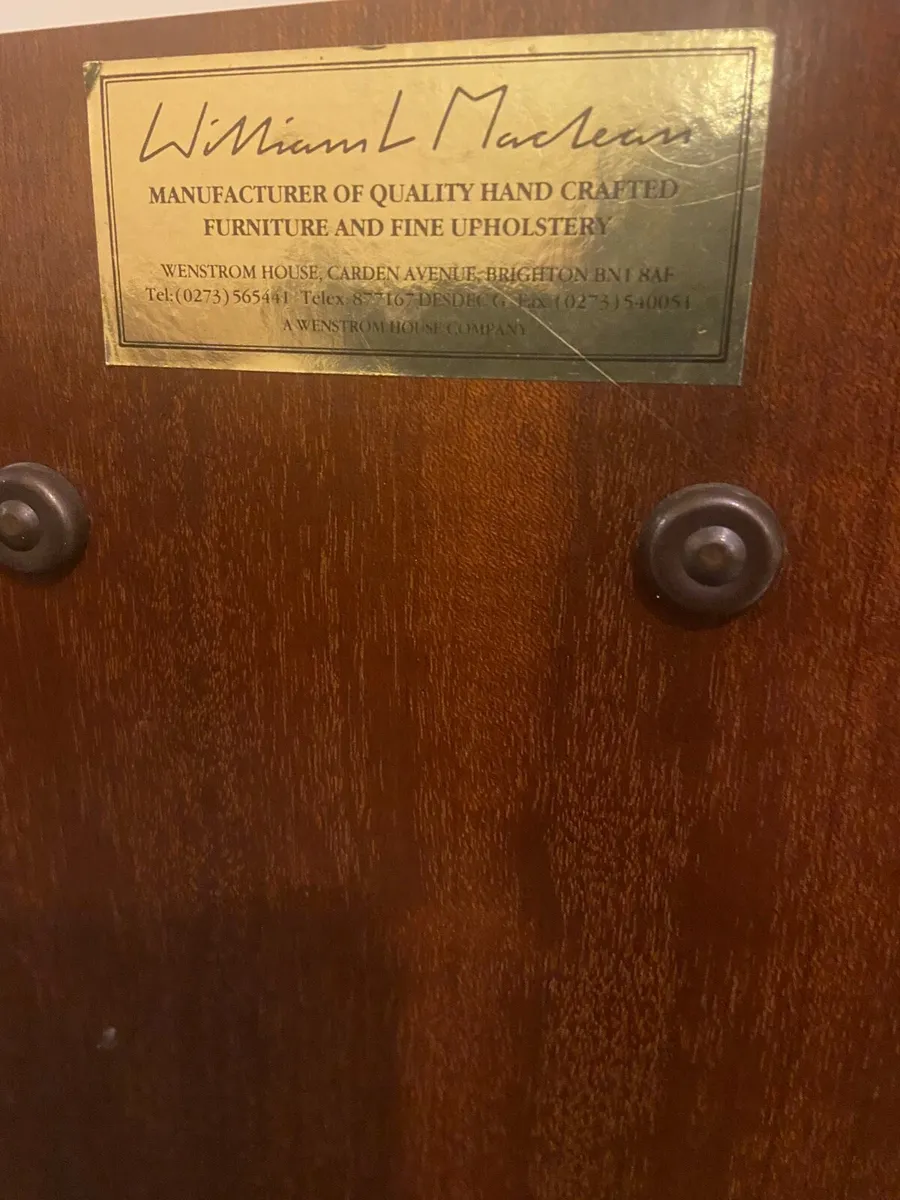 William L Maclean
MANUFACTURER OF QUALITY HAND CRAFTED
FURNITURE AND FINE UPHOLSTERY
WENSTROM HOUSE, CARDEN AVENUE, BRIGHTON BN1 8AF
Tel:(0273)565441 Telex 877167 DESDEC G Fax (0273)540051
A WENSTROM HOUSE COMPANY